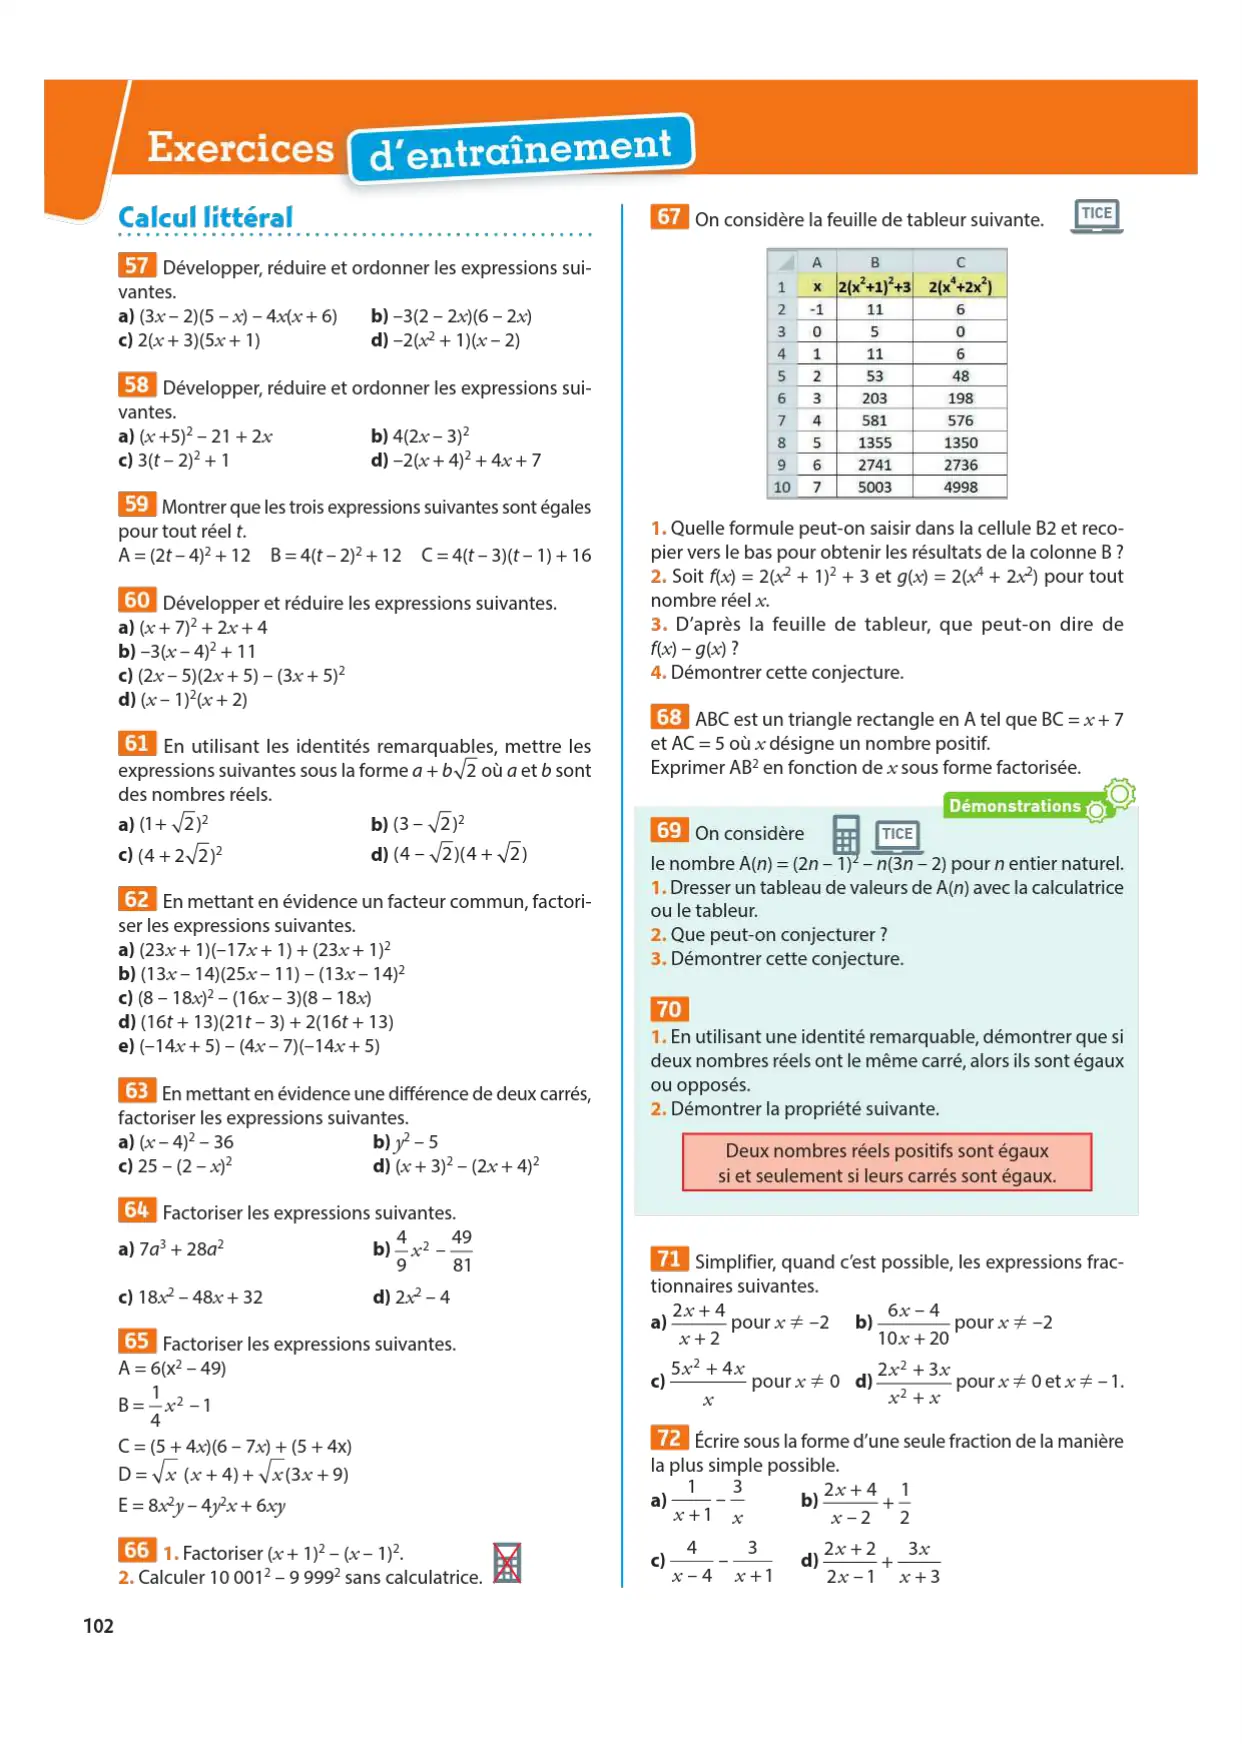 Exercices d'entraînement
Calcul littéral
57 Développer, réduire et ordonner les expressions sui-
vantes.
a) (3x – 2)(5 – x) – 4x(x + 6) b) –3(2 – 2x)(6 – 2x)
c) 2(x + 3)(5x + 1) d) –2(x² + 1)(x – 2)
58 Développer, réduire et ordonner les expressions sui-
vantes.
a) (x +5)² – 21 + 2x b) 4(2x – 3)²
c) 3(t – 2)² + 1 d) –2(x + 4)² + 4x + 7
59 Montrer que les trois expressions suivantes sont égales
pour tout réel t.
A = (2t – 4)² + 12 B = 4(t – 2)² + 12 C = 4(t – 3)(t – 1) + 16
60 Développer et réduire les expressions suivantes.
a) (x + 7)² + 2x + 4
b) –3(x – 4)² + 11
c) (2x – 5)(2x + 5) – (3x + 5)²
d) (x – 1)²(x + 2)
61 En utilisant les identités remarquables, mettre les
expressions suivantes sous la forme a + b√2 où a et b sont
des nombres réels.
a) (1+ √2)² b) (3 – √2)²
c) (4 + 2√2)² d) (4 – √2)(4 + √2)
62 En mettant en évidence un facteur commun, factori-
ser les expressions suivantes.
a) (23x + 1)(–17x + 1) + (23x + 1)²
b) (13x – 14)(25x – 11) – (13x – 14)²
c) (8 – 18x)² – (16x – 3)(8 – 18x)
d) (16t + 13)(21t – 3) + 2(16t + 13)
e) (–14x + 5) – (4x – 7)(–14x + 5)
63 En mettant en évidence une différence de deux carrés,
factoriser les expressions suivantes.
a) (x – 4)² – 36 b) y² – 5
c) 25 – (2 – x)² d) (x + 3)² – (2x + 4)²
64 Factoriser les expressions suivantes.
a) 7a³ + 28a² b) 4/9 x² – 49/81
c) 18x² – 48x + 32 d) 2x² – 4
65 Factoriser les expressions suivantes.
A = 6(x² – 49)
B = 1/4 x² – 1
C = (5 + 4x)(6 – 7x) + (5 + 4x)
D = √x (x + 4) + √x(3x + 9)
E = 8x²y – 4y²x + 6xy
66 1. Factoriser (x + 1)² – (x – 1)².
2. Calculer 10 001² – 9 999² sans calculatrice.
67 On considère la feuille de tableur suivante. TICE
A B C
1 x 2(x²+1)²+3 2(x⁴+2x²)
2 -1 11 6
3 0 5 0
4 1 11 6
5 2 53 48
6 3 203 198
7 4 581 576
8 5 1355 1350
9 6 2741 2736
10 7 5003 4998
1. Quelle formule peut-on saisir dans la cellule B2 et reco-
pier vers le bas pour obtenir les résultats de la colonne B ?
2. Soit f(x) = 2(x² + 1)² + 3 et g(x) = 2(x⁴ + 2x²) pour tout
nombre réel x.
3. D'après la feuille de tableur, que peut-on dire de
f(x) – g(x) ?
4. Démontrer cette conjecture.
68 ABC est un triangle rectangle en A tel que BC = x + 7
et AC = 5 où x désigne un nombre positif.
Exprimer AB² en fonction de x sous forme factorisée.
Démonstrations
69 On considère TICE
le nombre A(n) = (2n – 1)² – n(3n – 2) pour n entier naturel.
1. Dresser un tableau de valeurs de A(n) avec la calculatrice
ou le tableur.
2. Que peut-on conjecturer ?
3. Démontrer cette conjecture.
70
1. En utilisant une identité remarquable, démontrer que si
deux nombres réels ont le même carré, alors ils sont égaux
ou opposés.
2. Démontrer la propriété suivante.
Deux nombres réels positifs sont égaux
si et seulement si leurs carrés sont égaux.
71 Simplifier, quand c'est possible, les expressions frac-
tionnaires suivantes.
a) (2x + 4)/(x + 2) pour x ≠ –2 b) (6x – 4)/(10x + 20) pour x ≠ –2
c) (5x² + 4x)/x pour x ≠ 0 d) (2x² + 3x)/(x² + x) pour x ≠ 0 et x ≠ – 1.
72 Écrire sous la forme d'une seule fraction de la manière
la plus simple possible.
a) 1/(x + 1) – 3/x b) (2x + 4)/(x – 2) + 1/2
c) 4/(x – 4) – 3/(x + 1) d) (2x + 2)/(2x – 1) + 3x/(x + 3)
102